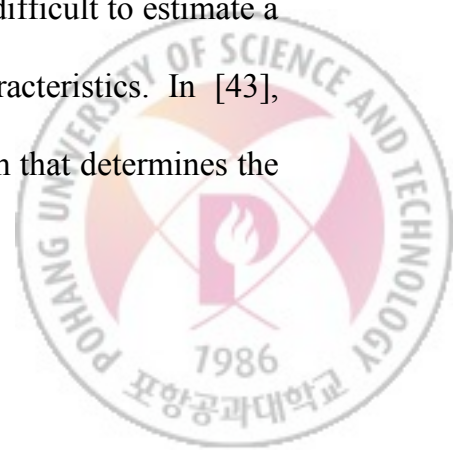 difficult to estimate a
racteristics. In [43],
n that determines the
POHANG UNIVERSITY OF SCIENCE AND TECHNOLOGY
1986
포항공과대학교